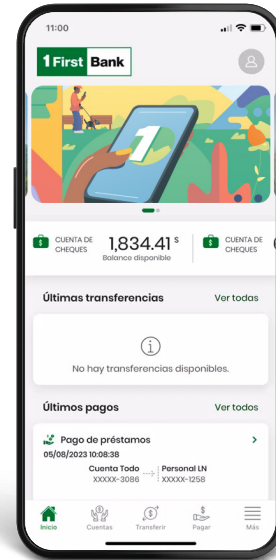 11:00
1 First Bank
1
CUENTA DE CHEQUES
1,834.41 $
Balance disponible
CUENTA DE CHEQUES
Últimas transferencias
Ver todas
No hay transferencias disponibles.
Últimos pagos
Ver todos
Pago de préstamos
05/08/2023 10:08:38
Cuenta Todo
XXXXX-3086
Personal LN
XXXXX-1258
Inicio
Cuentas
Transferir
Pagar
Más